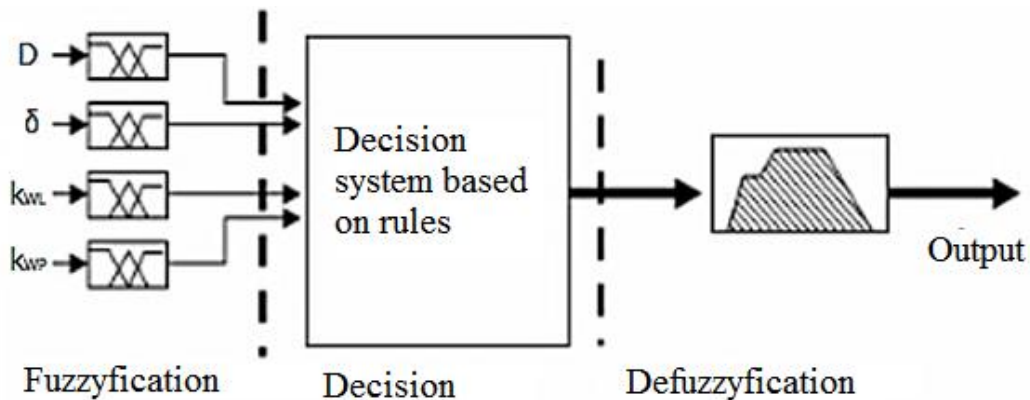 D
δ
kWL
kWP
Decision
system based
on rules
Output
Fuzzyfication
Decision
Defuzzyfication